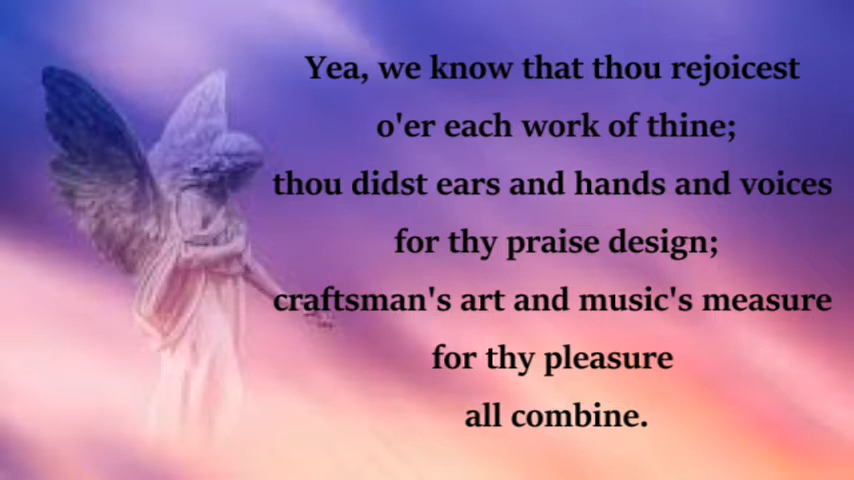 Yea, we know that thou rejoicest
o'er each work of thine;
thou didst ears and hands and voices
for thy praise design;
craftsman's art and music's measure
for thy pleasure
all combine.